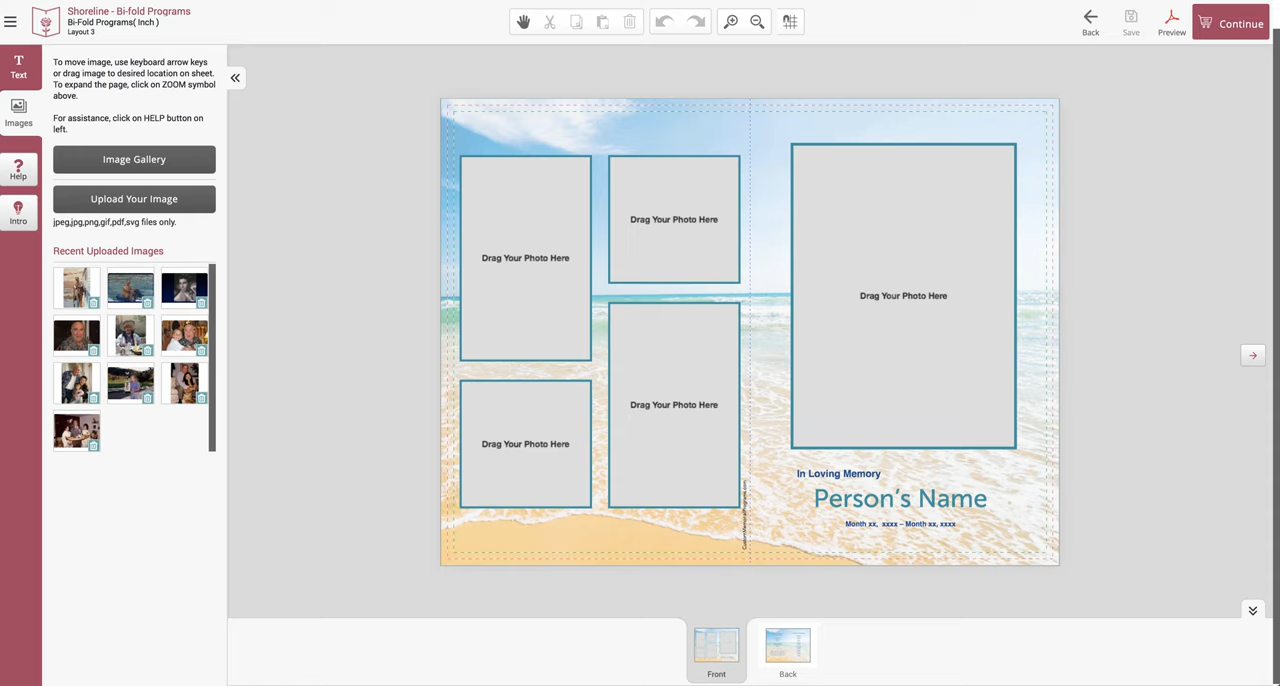 Shoreline - Bi-fold Programs
Bi-Fold Programs( Inch )
Layout 3
Back
Save
Preview
Continue
Text
Images
Help
Intro
To move image, use keyboard arrow keys
or drag image to desired location on sheet.
To expand the page, click on ZOOM symbol
above.
For assistance, click on HELP button on
left.
Image Gallery
Upload Your Image
jpeg,jpg,png,gif,pdf,svg files only.
Recent Uploaded Images
Drag Your Photo Here
Drag Your Photo Here
Drag Your Photo Here
Drag Your Photo Here
CustomMemorialPrograms.com
Drag Your Photo Here
In Loving Memory
Person's Name
Month xx, xxxx – Month xx, xxxx
Front
Back